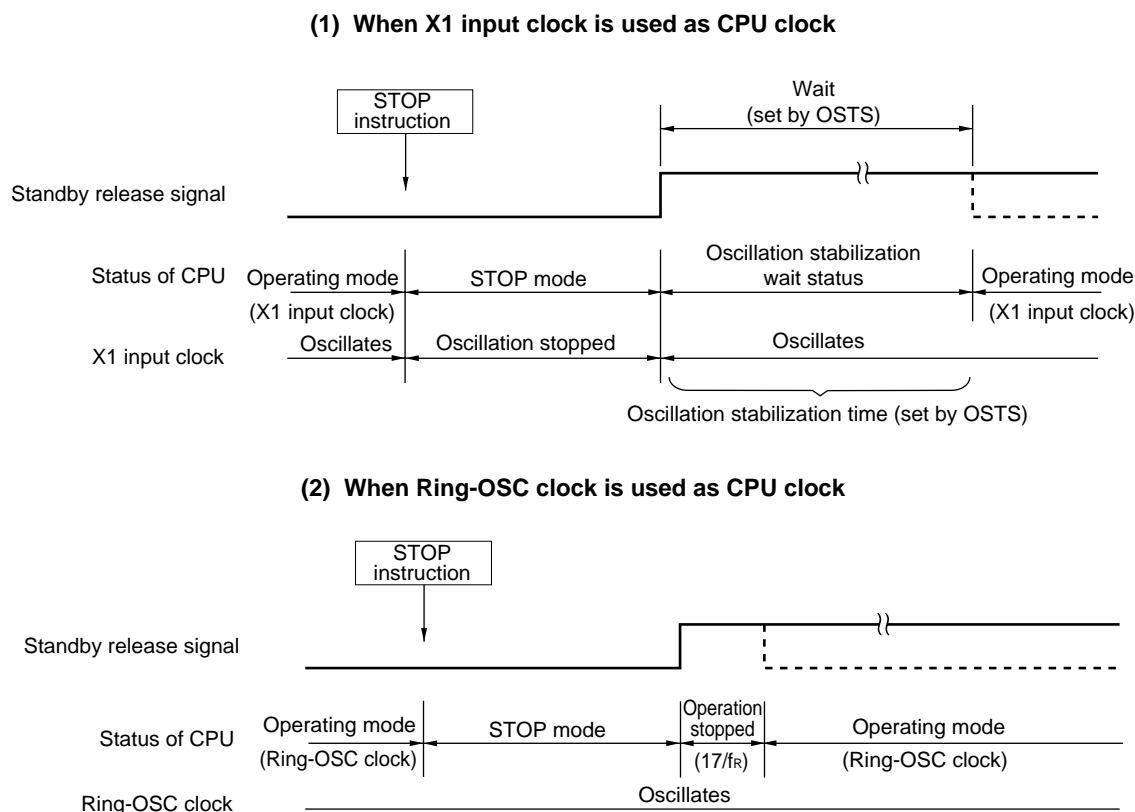 (1) When X1 input clock is used as CPU clock
STOP
instruction
Wait
(set by OSTS)
Standby release signal
Status of CPU
Operating mode
(X1 input clock)
STOP mode
Oscillation stabilization
wait status
Operating mode
(X1 input clock)
X1 input clock
Oscillates
Oscillation stopped
Oscillates
Oscillation stabilization time (set by OSTS)
(2) When Ring-OSC clock is used as CPU clock
STOP
instruction
Standby release signal
Status of CPU
Operating mode
(Ring-OSC clock)
STOP mode
Operation
stopped
(17/fR)
Operating mode
(Ring-OSC clock)
Ring-OSC clock
Oscillates